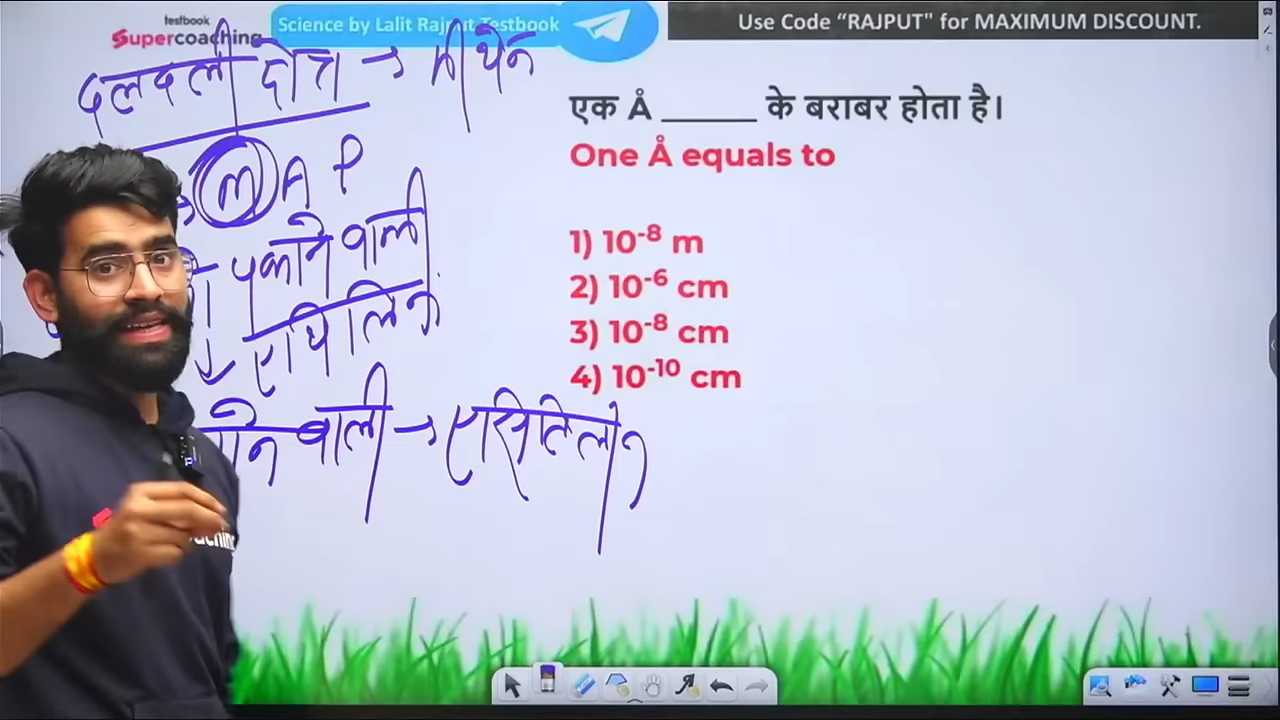 testbook
Supercoaching
Science by Lalit Rajput Testbook
Use Code “RAJPUT" for MAXIMUM DISCOUNT.
दलदली क्षेत्र → मीथेन
एक Å ______ के बराबर होता है।
One Å equals to
MAP
पकाने वाली
एथिलिन
1) 10⁻⁸ m
2) 10⁻⁶ cm
3) 10⁻⁸ cm
4) 10⁻¹⁰ cm
वाली → एसिटिलीन